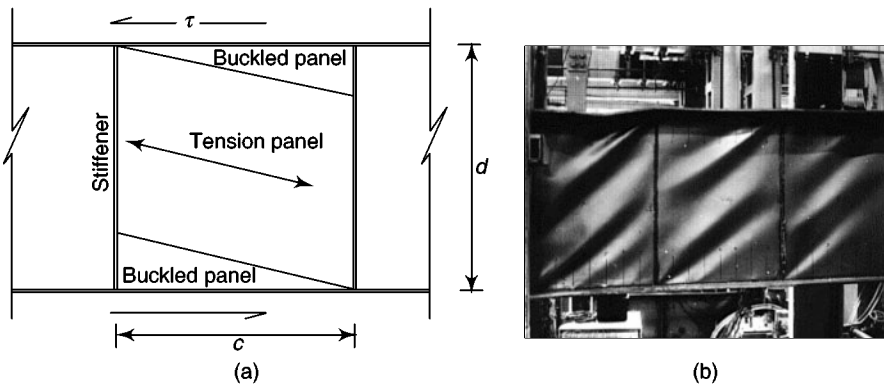 τ
Buckled panel
Stiffener
Tension panel
d
Buckled panel
c
(a)
(b)